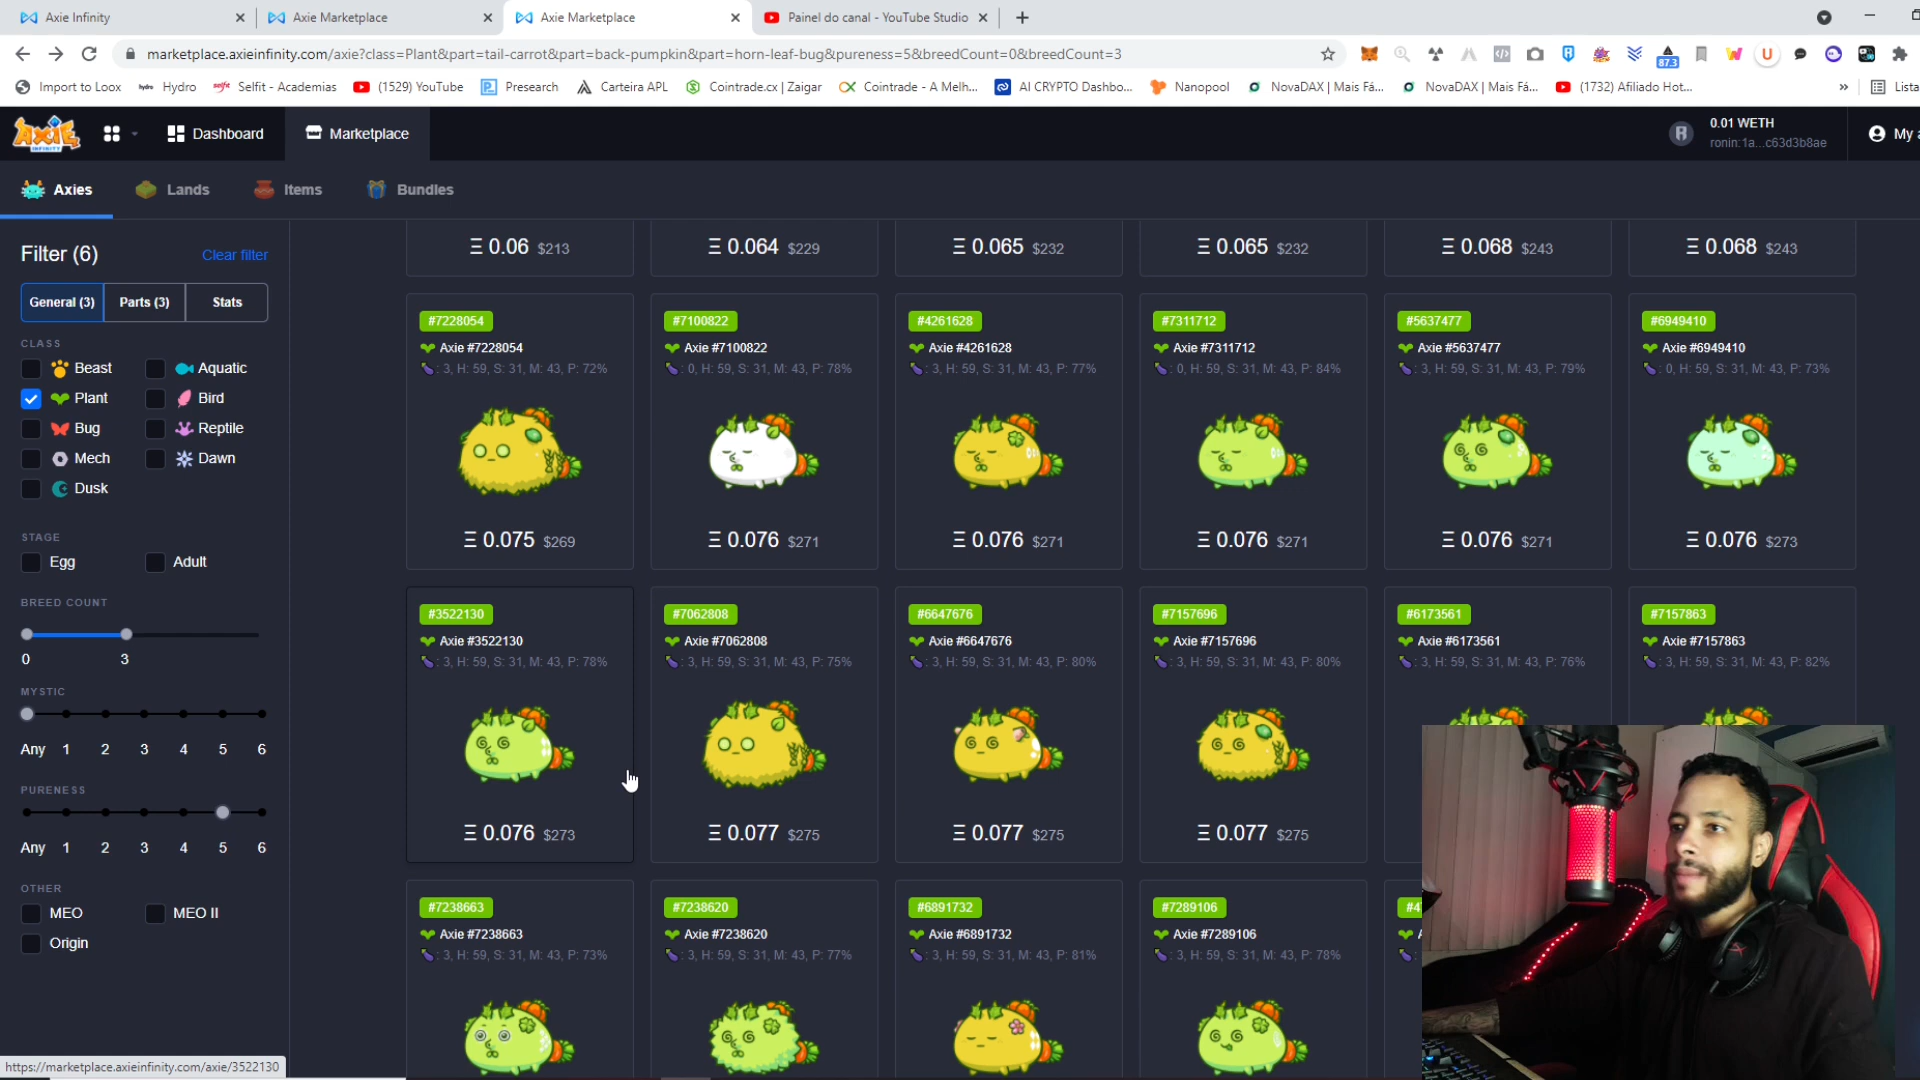 Axie Infinity
Axie Marketplace
Axie Marketplace
Painel do canal - YouTube Studio
marketplace.axieinfinity.com/axie?class=Plant&part=tail-carrot&part=back-pumpkin&part=horn-leaf-bug&pureness=5&breedCount=0&breedCount=3
87.3
Import to Loox
Hydro
Selfit - Academias
(1529) YouTube
Presearch
Carteira APL
Cointrade.cx | Zaigar
Cointrade - A Melh...
AI CRYPTO Dashbo...
Nanopool
NovaDAX | Mais Fá...
NovaDAX | Mais Fá...
(1732) Afiliado Hot...
»
Lista
AXIE INFINITY
Dashboard
Marketplace
0.01 WETH
ronin:1a...c63d3b8ae
My
Axies
Lands
Items
Bundles
Filter (6)
Clear filter
General (3)
Parts (3)
Stats
CLASS
Beast
Aquatic
Plant
Bird
Bug
Reptile
Mech
Dawn
Dusk
STAGE
Egg
Adult
BREED COUNT
0 3
MYSTIC
Any 1 2 3 4 5 6
PURENESS
Any 1 2 3 4 5 6
OTHER
MEO
MEO II
Origin
Ξ 0.06 $213
Ξ 0.064 $229
Ξ 0.065 $232
Ξ 0.065 $232
Ξ 0.068 $243
Ξ 0.068 $243
#7228054
Axie #7228054
: 3, H: 59, S: 31, M: 43, P: 72%
Ξ 0.075 $269
#7100822
Axie #7100822
: 0, H: 59, S: 31, M: 43, P: 78%
Ξ 0.076 $271
#4261628
Axie #4261628
: 3, H: 59, S: 31, M: 43, P: 77%
Ξ 0.076 $271
#7311712
Axie #7311712
: 0, H: 59, S: 31, M: 43, P: 84%
Ξ 0.076 $271
#5637477
Axie #5637477
: 3, H: 59, S: 31, M: 43, P: 79%
Ξ 0.076 $271
#6949410
Axie #6949410
: 0, H: 59, S: 31, M: 43, P: 73%
Ξ 0.076 $273
#3522130
Axie #3522130
: 3, H: 59, S: 31, M: 43, P: 78%
Ξ 0.076 $273
#7062808
Axie #7062808
: 3, H: 59, S: 31, M: 43, P: 75%
Ξ 0.077 $275
#6647676
Axie #6647676
: 3, H: 59, S: 31, M: 43, P: 80%
Ξ 0.077 $275
#7157696
Axie #7157696
: 3, H: 59, S: 31, M: 43, P: 80%
Ξ 0.077 $275
#6173561
Axie #6173561
: 3, H: 59, S: 31, M: 43, P: 76%
#7157863
Axie #7157863
: 3, H: 59, S: 31, M: 43, P: 82%
#7238663
Axie #7238663
: 3, H: 59, S: 31, M: 43, P: 73%
#7238620
Axie #7238620
: 3, H: 59, S: 31, M: 43, P: 77%
#6891732
Axie #6891732
: 3, H: 59, S: 31, M: 43, P: 81%
#7289106
Axie #7289106
: 3, H: 59, S: 31, M: 43, P: 78%
#4
https://marketplace.axieinfinity.com/axie/3522130